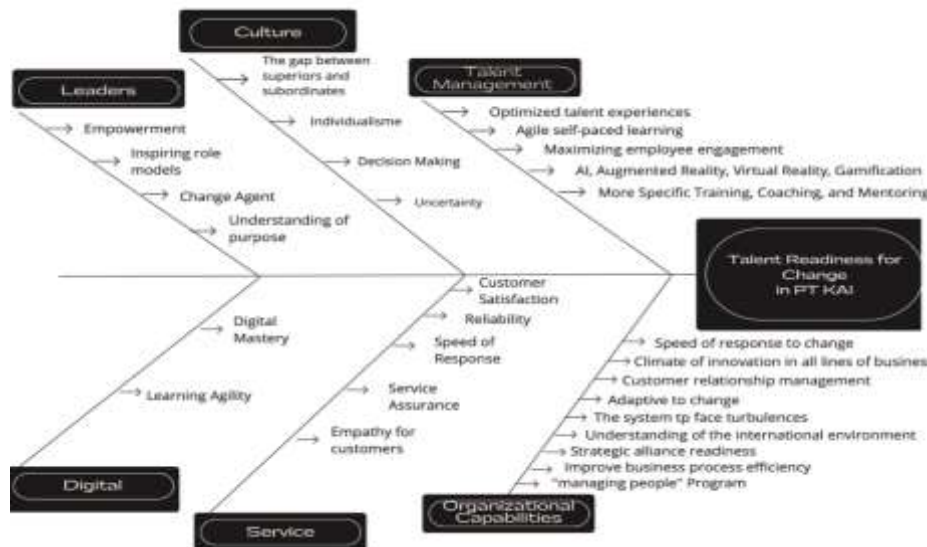 Culture
The gap between
superiors and
subordinates
Individualisme
Decision Making
Uncertainty
Leaders
Empowerment
Inspiring role
models
Change Agent
Understanding of
purpose
Talent
Management
Optimized talent experiences
Agile self-paced learning
Maximizing employee engagement
AI, Augmented Reality, Virtual Reality, Gamification
More Specific Training, Coaching, and Mentoring
Talent Readiness for
Change
in PT KAI
Digital
Mastery
Learning Agility
Digital
Customer
Satisfaction
Reliability
Speed of
Response
Service
Assurance
Empathy for
customers
Service
Speed of response to change
Climate of innovation in all lines of busines
Customer relationship management
Adaptive to change
The system tp face turbulences
Understanding of the international environment
Strategic alliance readiness
Improve business process efficiency
"managing people" Program
Organizational
Capabilities